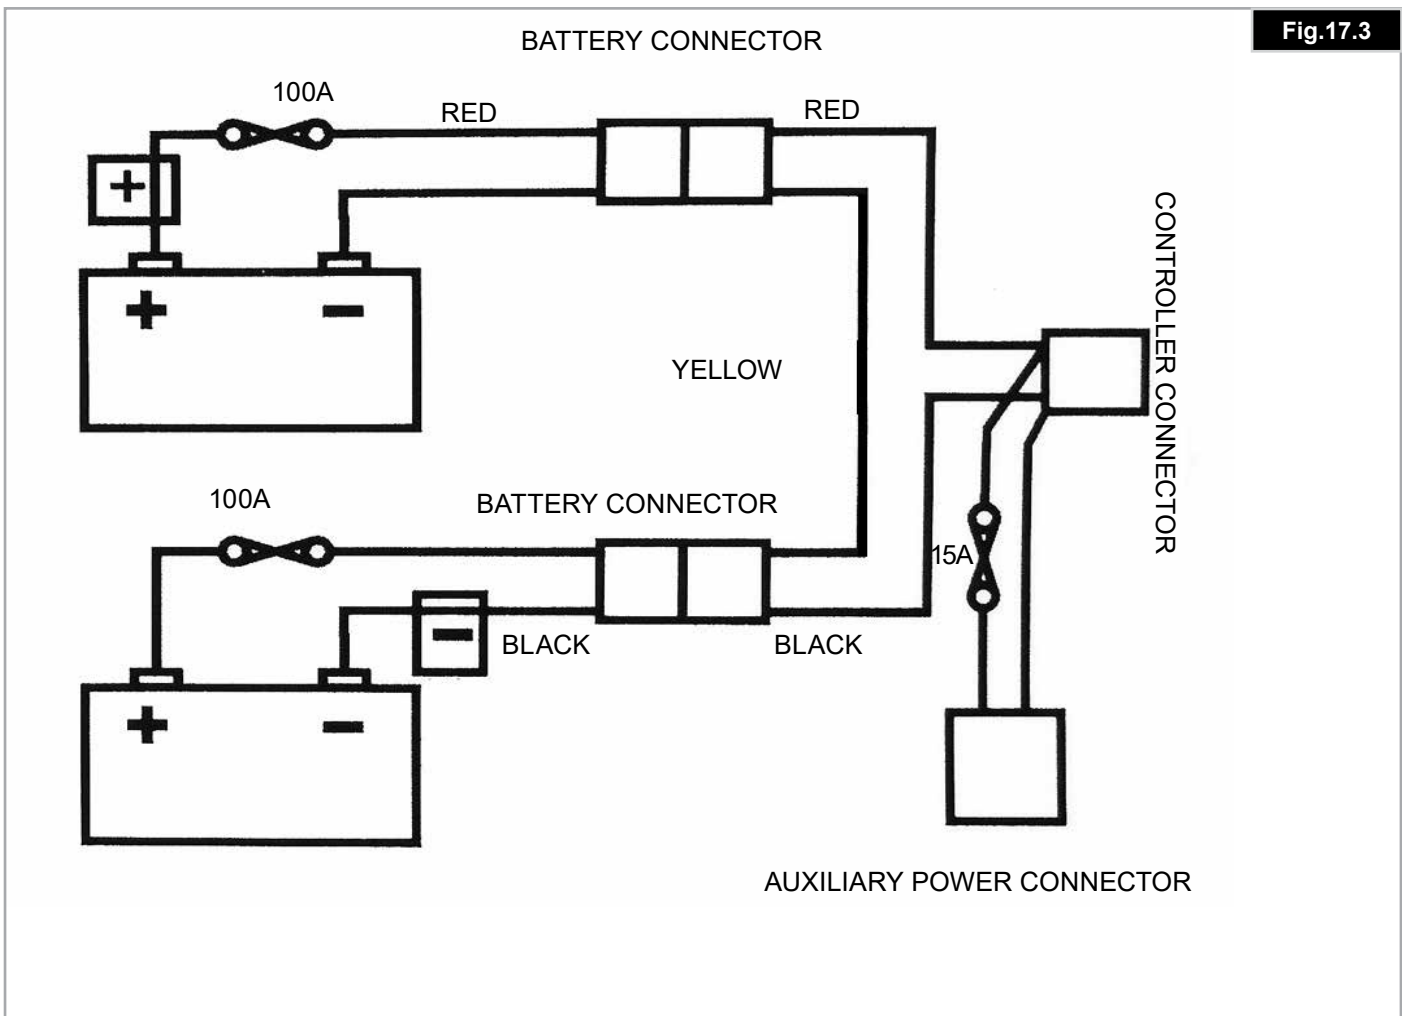 Fig.17.3
BATTERY CONNECTOR
100A
RED
RED
+
+ −
CONTROLLER CONNECTOR
YELLOW
100A
BATTERY CONNECTOR
15A
−
BLACK
BLACK
+ −
AUXILIARY POWER CONNECTOR